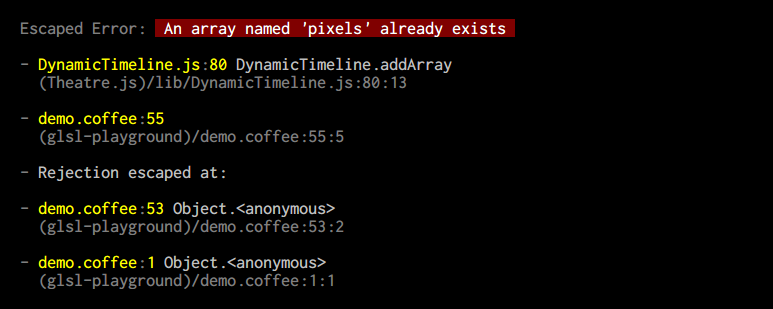 Escaped Error: An array named 'pixels' already exists
- DynamicTimeline.js:80 DynamicTimeline.addArray
(Theatre.js)/lib/DynamicTimeline.js:80:13
- demo.coffee:55
(glsl-playground)/demo.coffee:55:5
- Rejection escaped at:
- demo.coffee:53 Object.<anonymous>
(glsl-playground)/demo.coffee:53:2
- demo.coffee:1 Object.<anonymous>
(glsl-playground)/demo.coffee:1:1